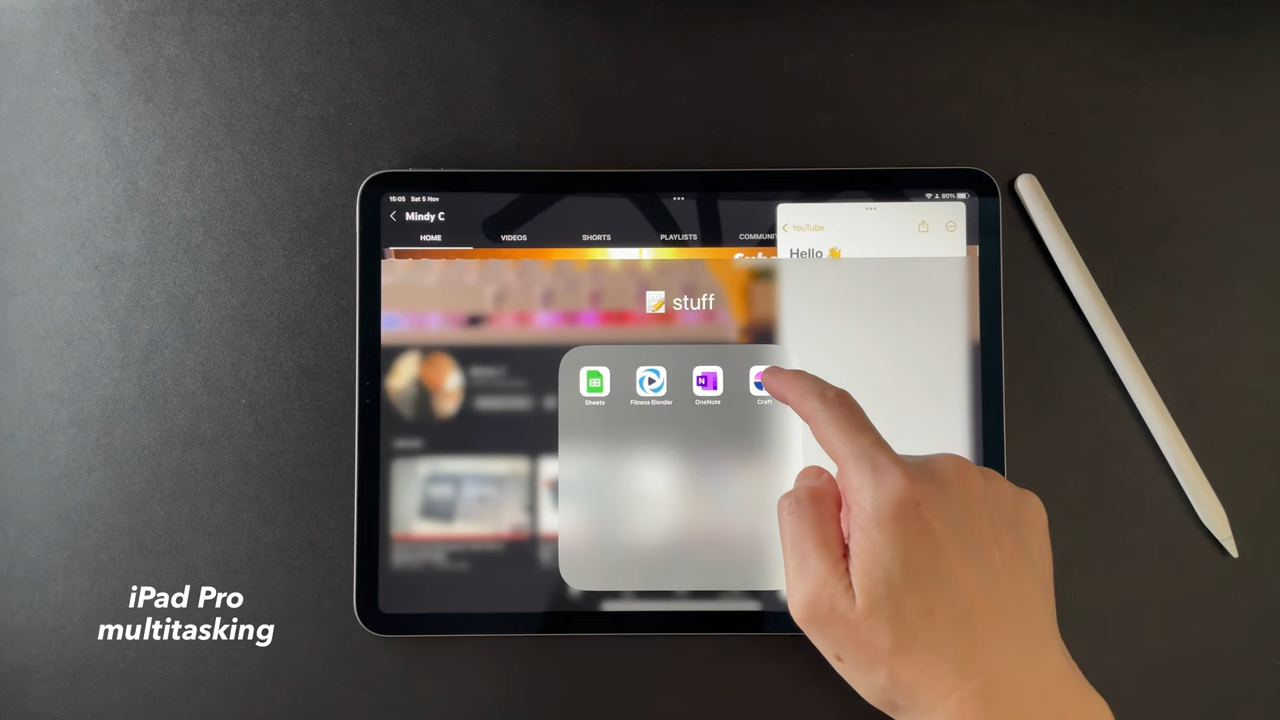 15:05 Sat 5 Nov
80%
Mindy C
HOME VIDEOS SHORTS PLAYLISTS COMMUNI
YouTube
Hello 👋
📝 stuff
Sheets Fitness Blender OneNote Craft
iPad Pro
multitasking